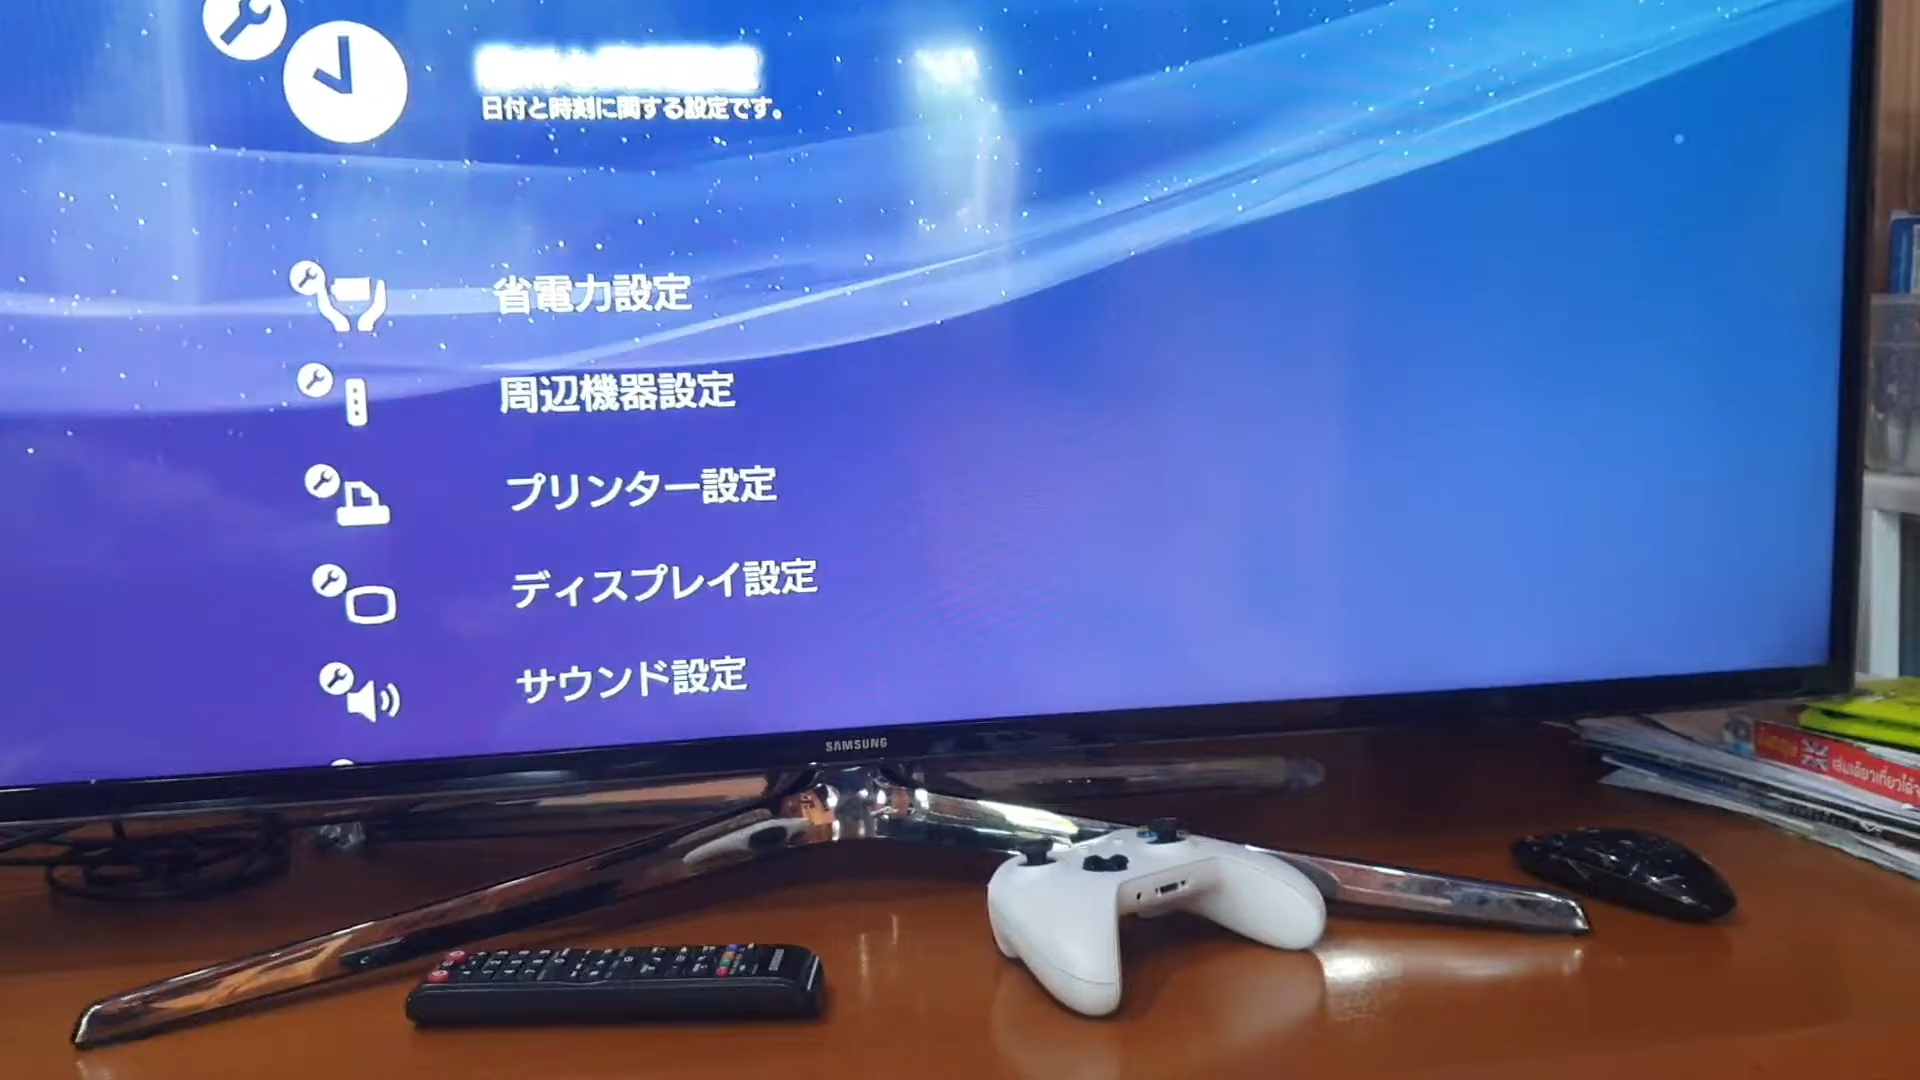 日付と時刻に関する設定です。
省電力設定
周辺機器設定
プリンター設定
ディスプレイ設定
サウンド設定
SAMSUNG